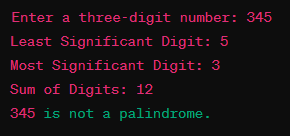 Enter a three-digit number: 345
Least Significant Digit: 5
Most Significant Digit: 3
Sum of Digits: 12
345 is not a palindrome.